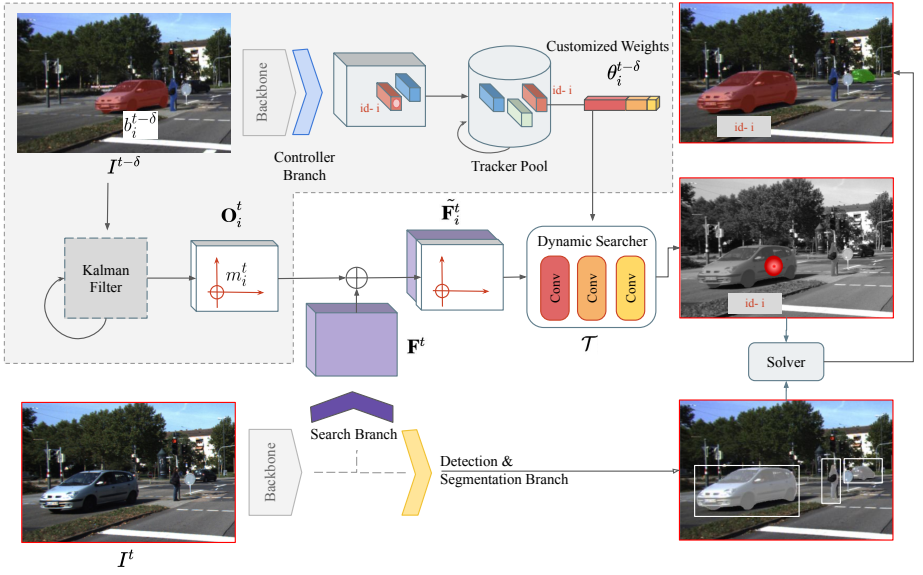 b_i^{t-δ}
I^{t-δ}
Backbone
Controller
Branch
id- i
Tracker Pool
id- i
Customized Weights
θ_i^{t-δ}
id- i
Kalman
Filter
O_i^t
m_i^t
F̃_i^t
F^t
Dynamic Searcher
Conv
Conv
Conv
𝒯
id- i
Solver
Search Branch
Backbone
Detection &
Segmentation Branch
I^t